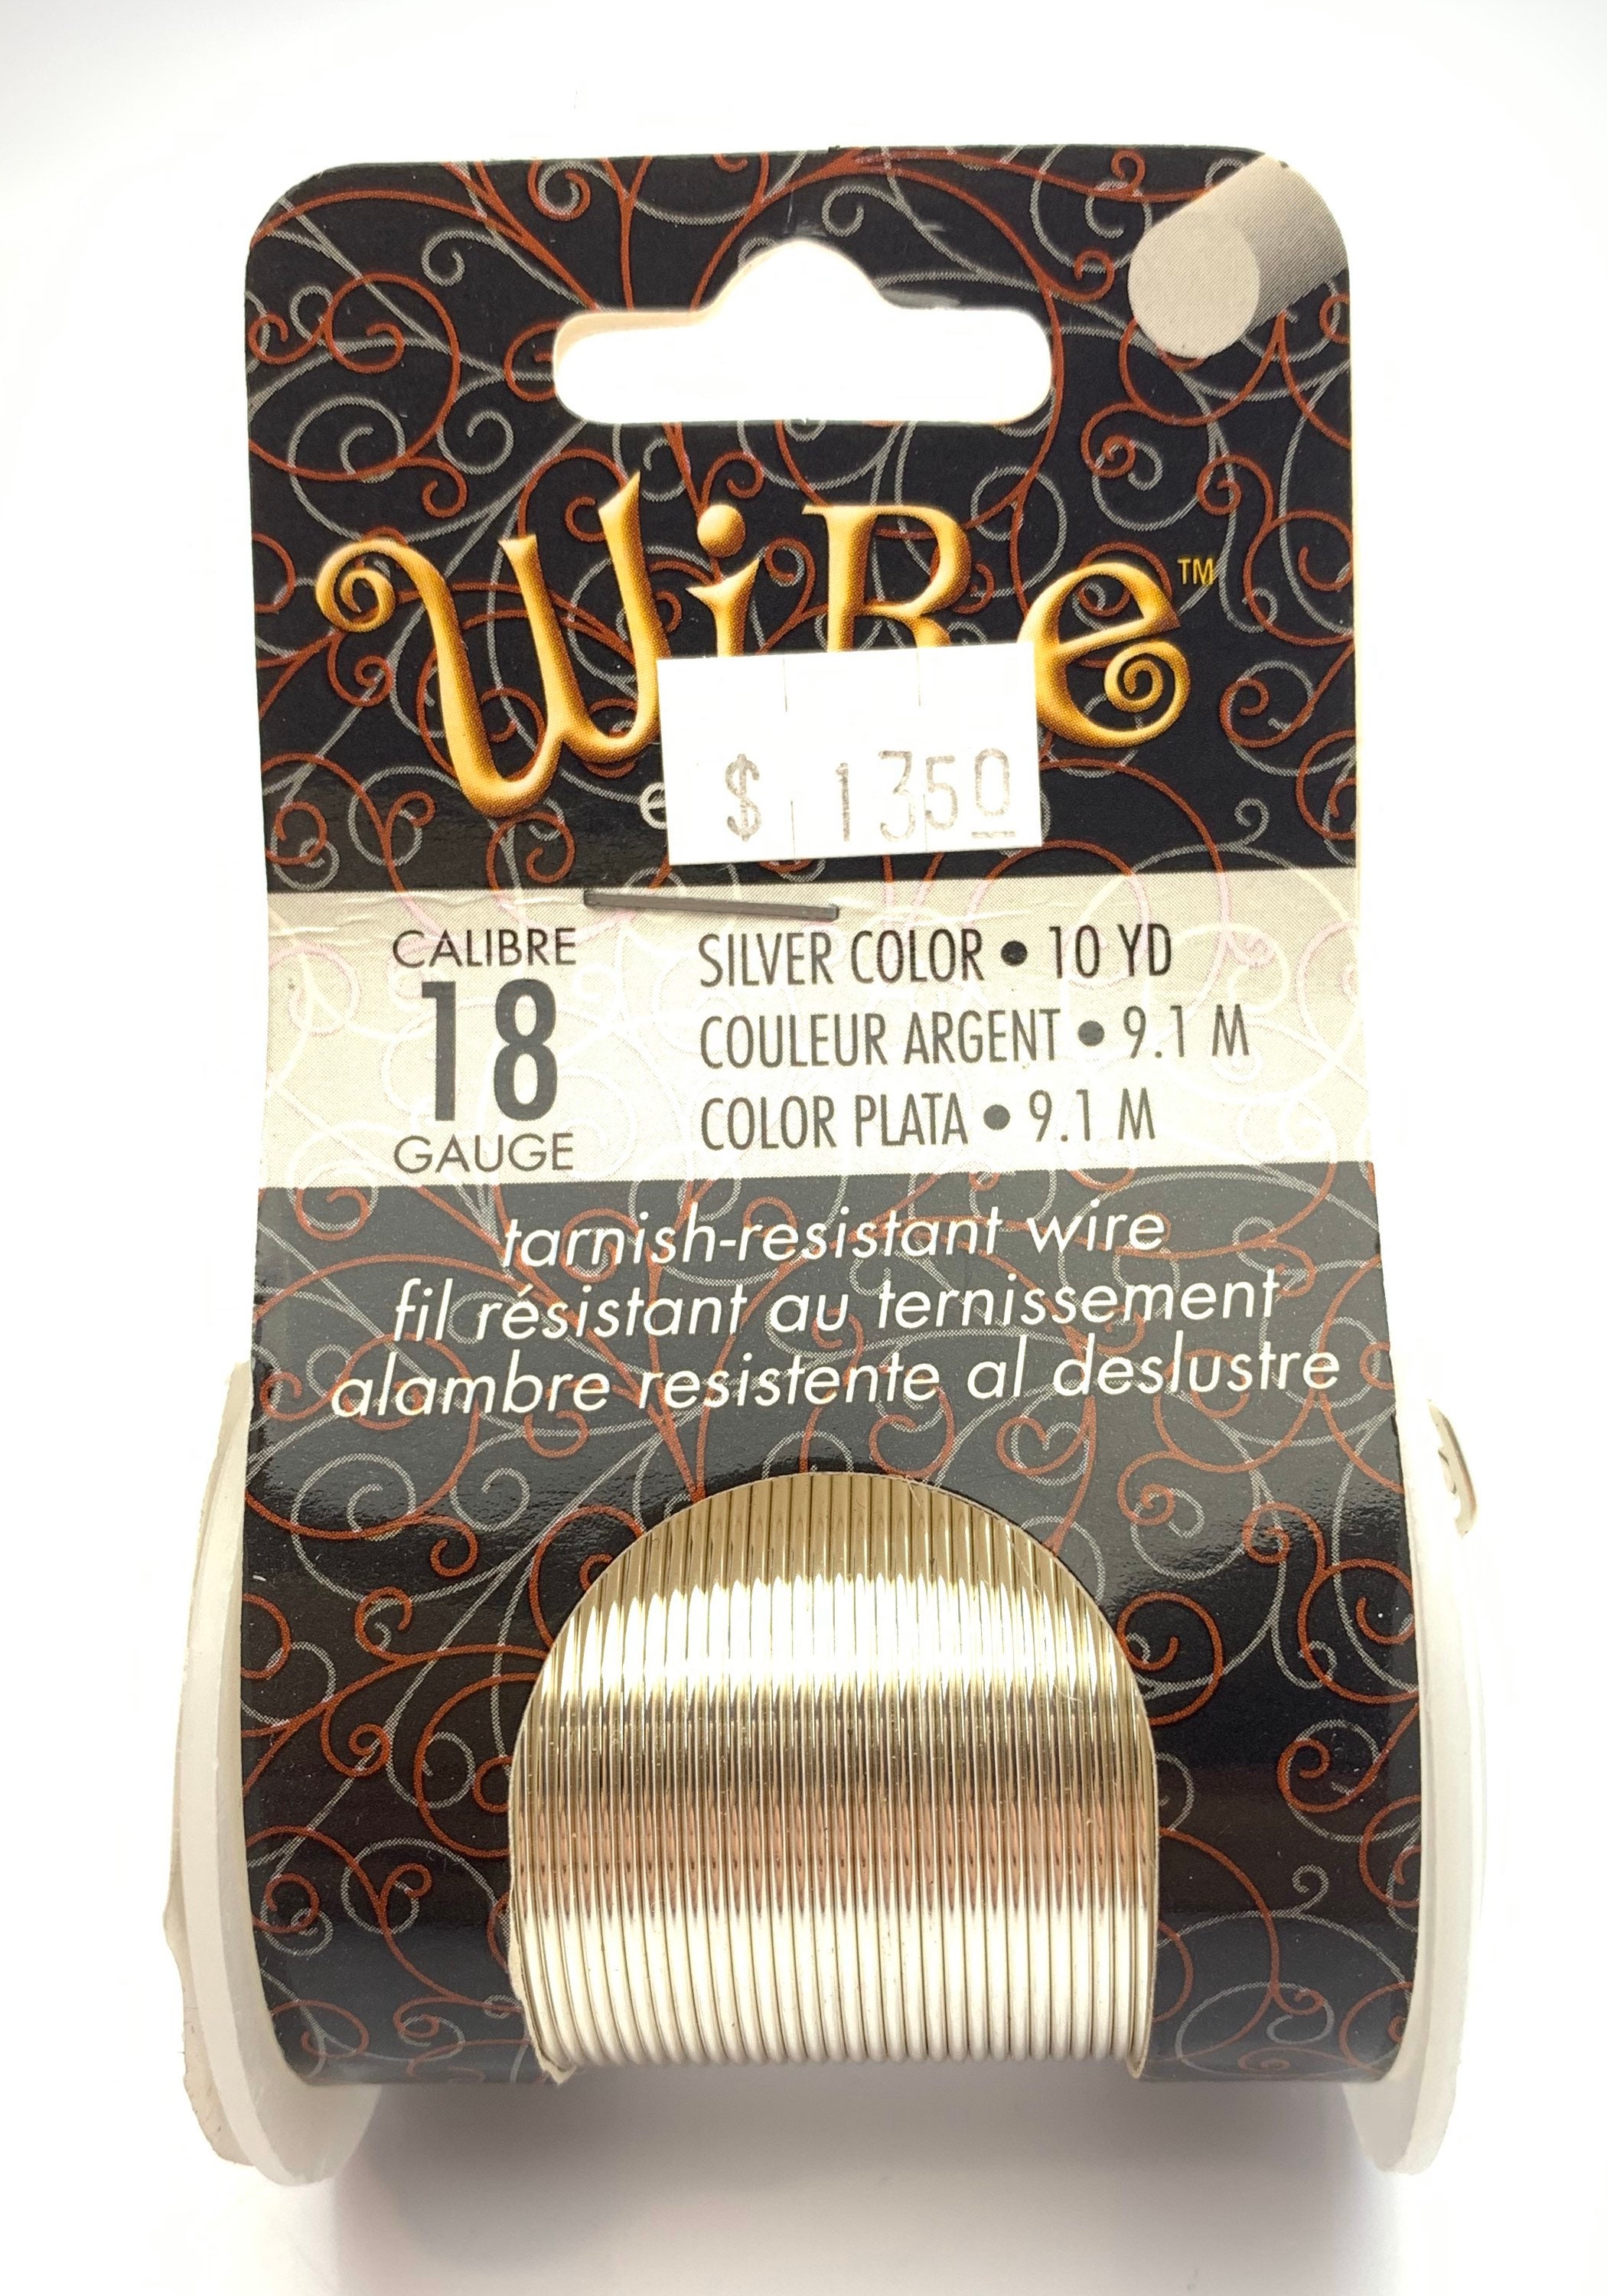 WiRe™
$ 1350
CALIBRE
18
GAUGE
SILVER COLOR • 10 YD
COULEUR ARGENT • 9.1 M
COLOR PLATA • 9.1 M
tarnish-resistant wire
fil résistant au ternissement
alambre resistente al deslustre